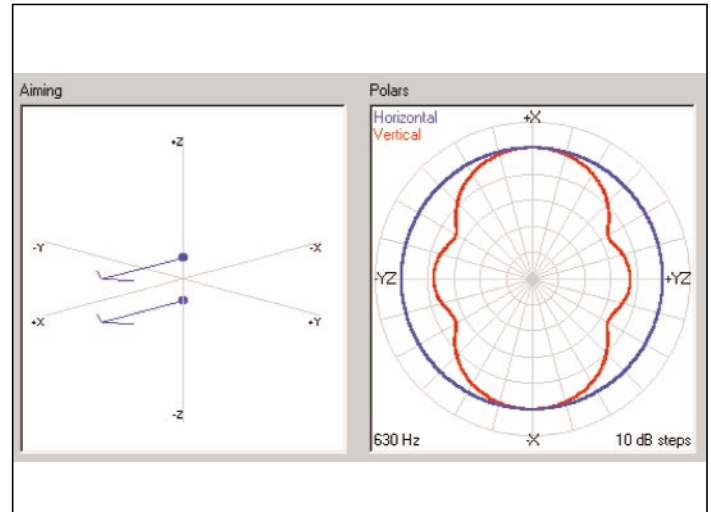 Aiming
+Z
-Y
-X
+X
+Y
-Z
Polars
Horizontal
Vertical
+X
-YZ
+YZ
-X
630 Hz
10 dB steps